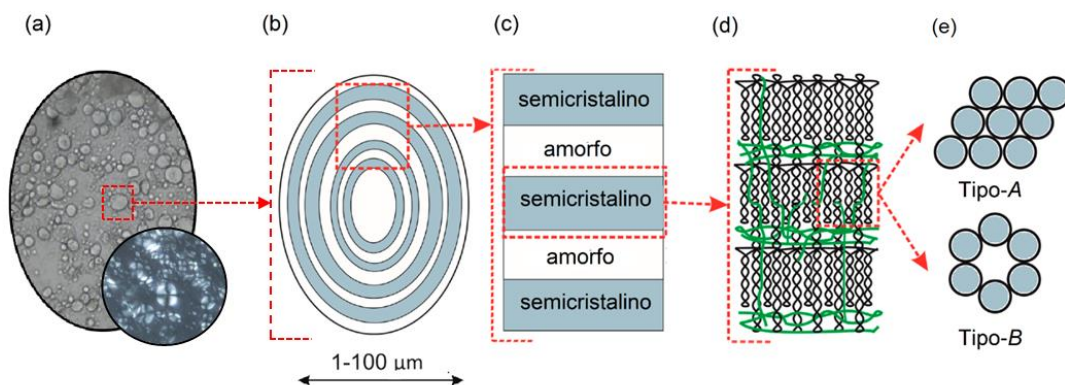 (a)
(b)
(c)
(d)
(e)
semicristalino
amorfo
semicristalino
amorfo
semicristalino
Tipo-A
Tipo-B
1-100 µm